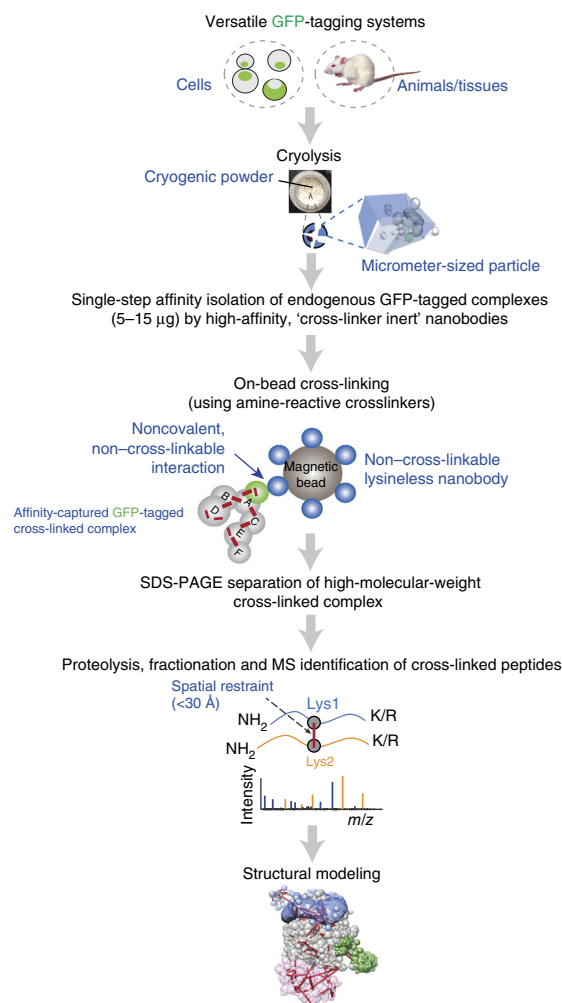 Versatile GFP-tagging systems
Cells
Animals/tissues
Cryolysis
Cryogenic powder
Micrometer-sized particle
Single-step affinity isolation of endogenous GFP-tagged complexes
(5–15 µg) by high-affinity, ‘cross-linker inert’ nanobodies
On-bead cross-linking
(using amine-reactive crosslinkers)
Noncovalent,
non–cross-linkable
interaction
Magnetic
bead
Non–cross-linkable
lysineless nanobody
Affinity-captured GFP-tagged
cross-linked complex
B
A
D
C
E
F
SDS-PAGE separation of high-molecular-weight
cross-linked complex
Proteolysis, fractionation and MS identification of cross-linked peptides
Spatial restraint
(<30 Å)
Lys1
NH2
K/R
NH2
K/R
Lys2
Intensity
m/z
Structural modeling